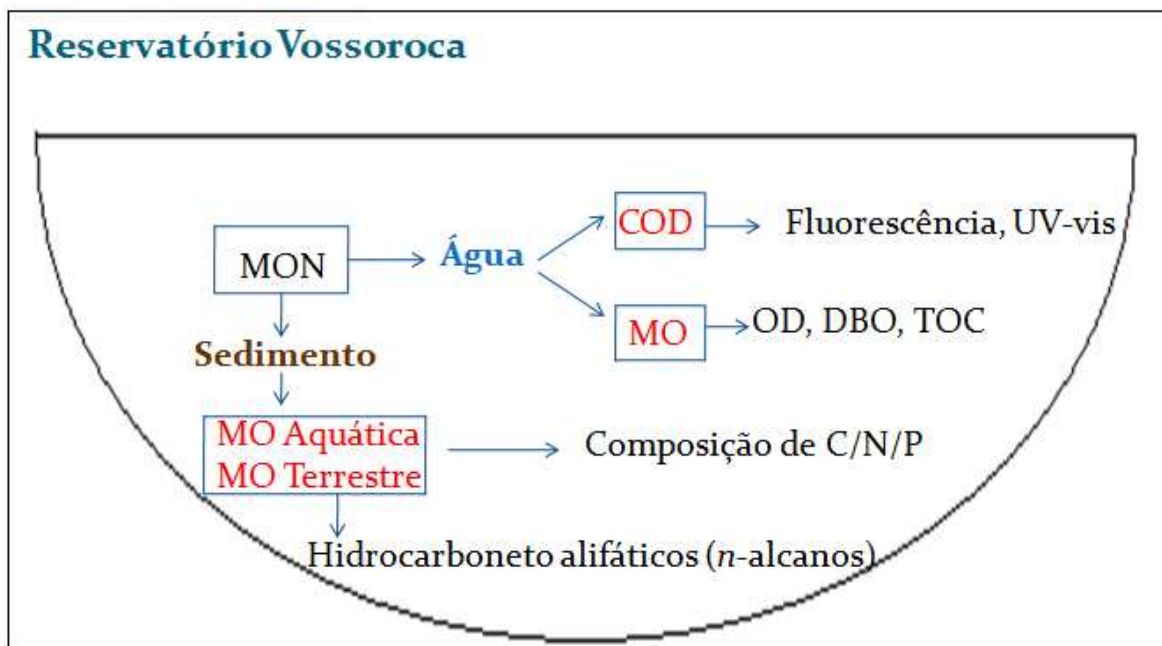 Reservatório Vossoroca
COD
Fluorescência, UV-vis
MON
Água
MO
OD, DBO, TOC
Sedimento
MO Aquática
MO Terrestre
Composição de C/N/P
Hidrocarboneto alifáticos (n-alcanos)